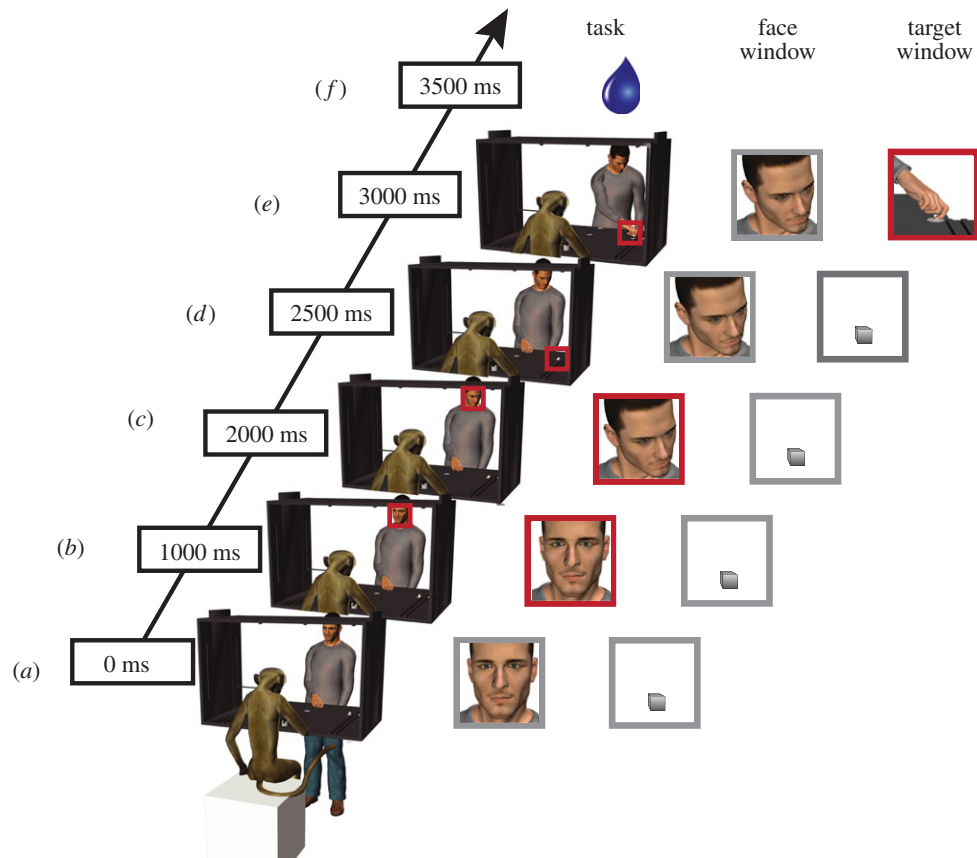 task
face
window
target
window
(f)
3500 ms
(e)
3000 ms
(d)
2500 ms
(c)
2000 ms
(b)
1000 ms
(a)
0 ms